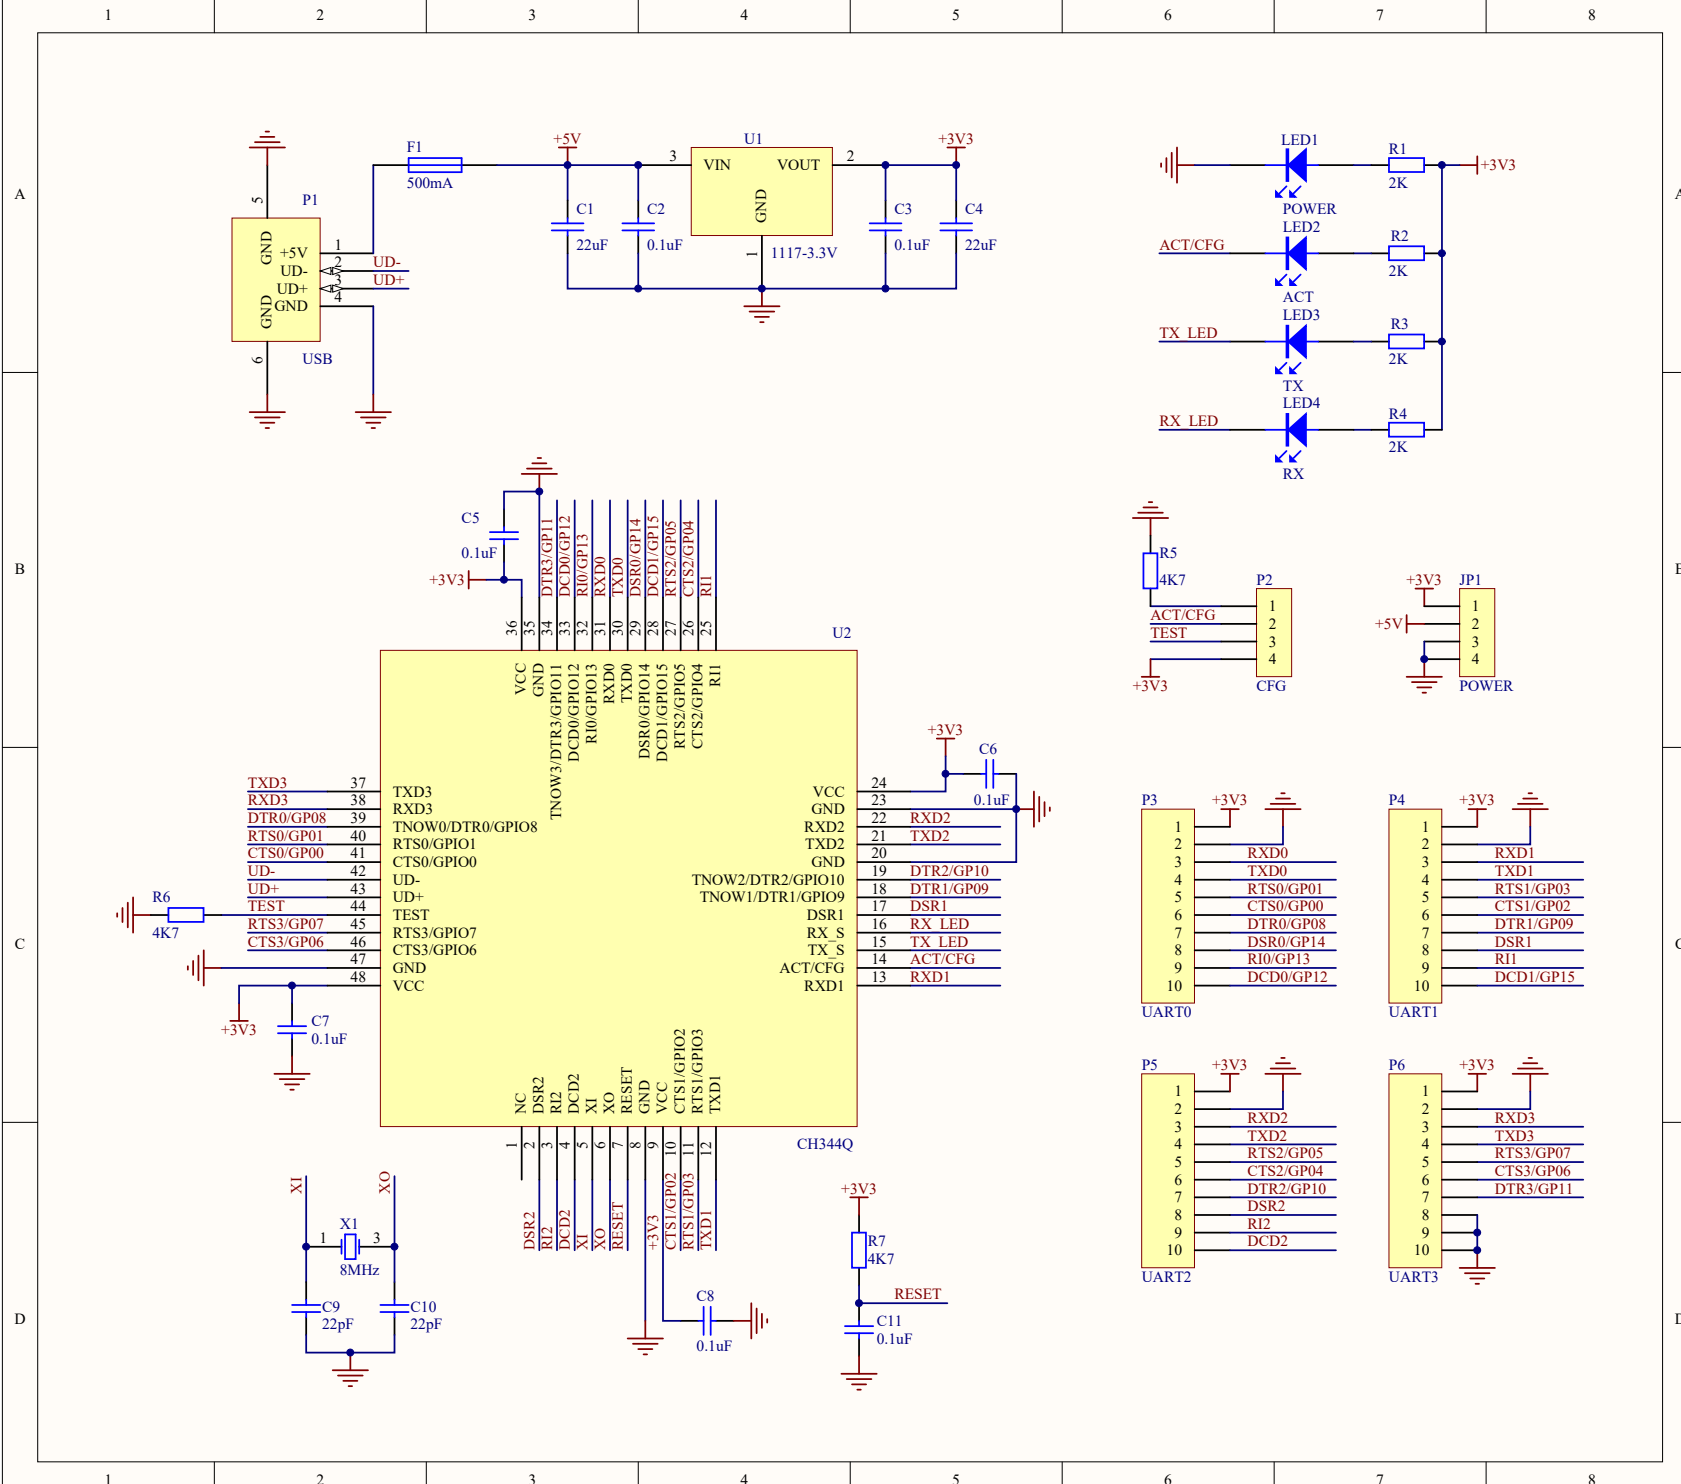 1 2 3 4 5 6 7 8
A
A
F1
500mA
+5V
U1
3 VIN VOUT 2
GND
1
1117-3.3V
+3V3
C1
22uF
C2
0.1uF
C3
0.1uF
C4
22uF
5
P1
GND
+5V 1
UD- 2 UD-
UD+ 3 UD+
GND 4
GND
6
USB
LED1
R1
2K
+3V3
POWER
LED2
ACT/CFG
R2
2K
ACT
LED3
TX_LED
R3
2K
TX
LED4
RX_LED
R4
2K
RX
B
B
C5
0.1uF
+3V3
DTR3/GP11
DCD0/GP12
RI0/GP13
RXD0
TXD0
DSR0/GP14
DCD1/GP15
RTS2/GP05
CTS2/GP04
RI1
36 35 34 33 32 31 30 29 28 27 26 25
U2
VCC
GND
TNOW3/DTR3/GPIO11
DCD0/GPIO12
RI0/GPIO13
RXD0
TXD0
DSR0/GPIO14
DCD1/GPIO15
RTS2/GPIO5
CTS2/GPIO4
RI1
R5
4K7
P2
1
ACT/CFG 2
TEST 3
4
+3V3
CFG
+3V3
JP1
1
+5V 2
3
4
POWER
C
C
TXD3 37 TXD3
RXD3 38 RXD3
DTR0/GP08 39 TNOW0/DTR0/GPIO8
RTS0/GP01 40 RTS0/GPIO1
CTS0/GP00 41 CTS0/GPIO0
UD- 42 UD-
UD+ 43 UD+
R6
4K7
TEST 44 TEST
RTS3/GP07 45 RTS3/GPIO7
CTS3/GP06 46 CTS3/GPIO6
47 GND
48 VCC
+3V3
C7
0.1uF
+3V3
C6
0.1uF
VCC 24
GND 23
RXD2 22 RXD2
TXD2 21 TXD2
GND 20
TNOW2/DTR2/GPIO10 19 DTR2/GP10
TNOW1/DTR1/GPIO9 18 DTR1/GP09
DSR1 17 DSR1
RX_S 16 RX_LED
TX_S 15 TX_LED
ACT/CFG 14 ACT/CFG
RXD1 13 RXD1
NC
DSR2
RI2
DCD2
XI
XO
RESET
GND
VCC
CTS1/GPIO2
RTS1/GPIO3
TXD1
1 2 3 4 5 6 7 8 9 10 11 12
CH344Q
DSR2
RI2
DCD2
XI
XO
RESET
+3V3
CTS1/GP02
RTS1/GP03
TXD1
P3
+3V3
1
2
3 RXD0
4 TXD0
5 RTS0/GP01
6 CTS0/GP00
7 DTR0/GP08
8 DSR0/GP14
9 RI0/GP13
10 DCD0/GP12
UART0
P4
+3V3
1
2
3 RXD1
4 TXD1
5 RTS1/GP03
6 CTS1/GP02
7 DTR1/GP09
8 DSR1
9 RI1
10 DCD1/GP15
UART1
P5
+3V3
1
2
3 RXD2
4 TXD2
5 RTS2/GP05
6 CTS2/GP04
7 DTR2/GP10
8 DSR2
9 RI2
10 DCD2
UART2
P6
+3V3
1
2
3 RXD3
4 TXD3
5 RTS3/GP07
6 CTS3/GP06
7 DTR3/GP11
8
9
10
UART3
D
D
XI
XO
X1
1 3
8MHz
C9
22pF
C10
22pF
C8
0.1uF
+3V3
R7
4K7
RESET
C11
0.1uF
1 2 3 4 5 6 7 8